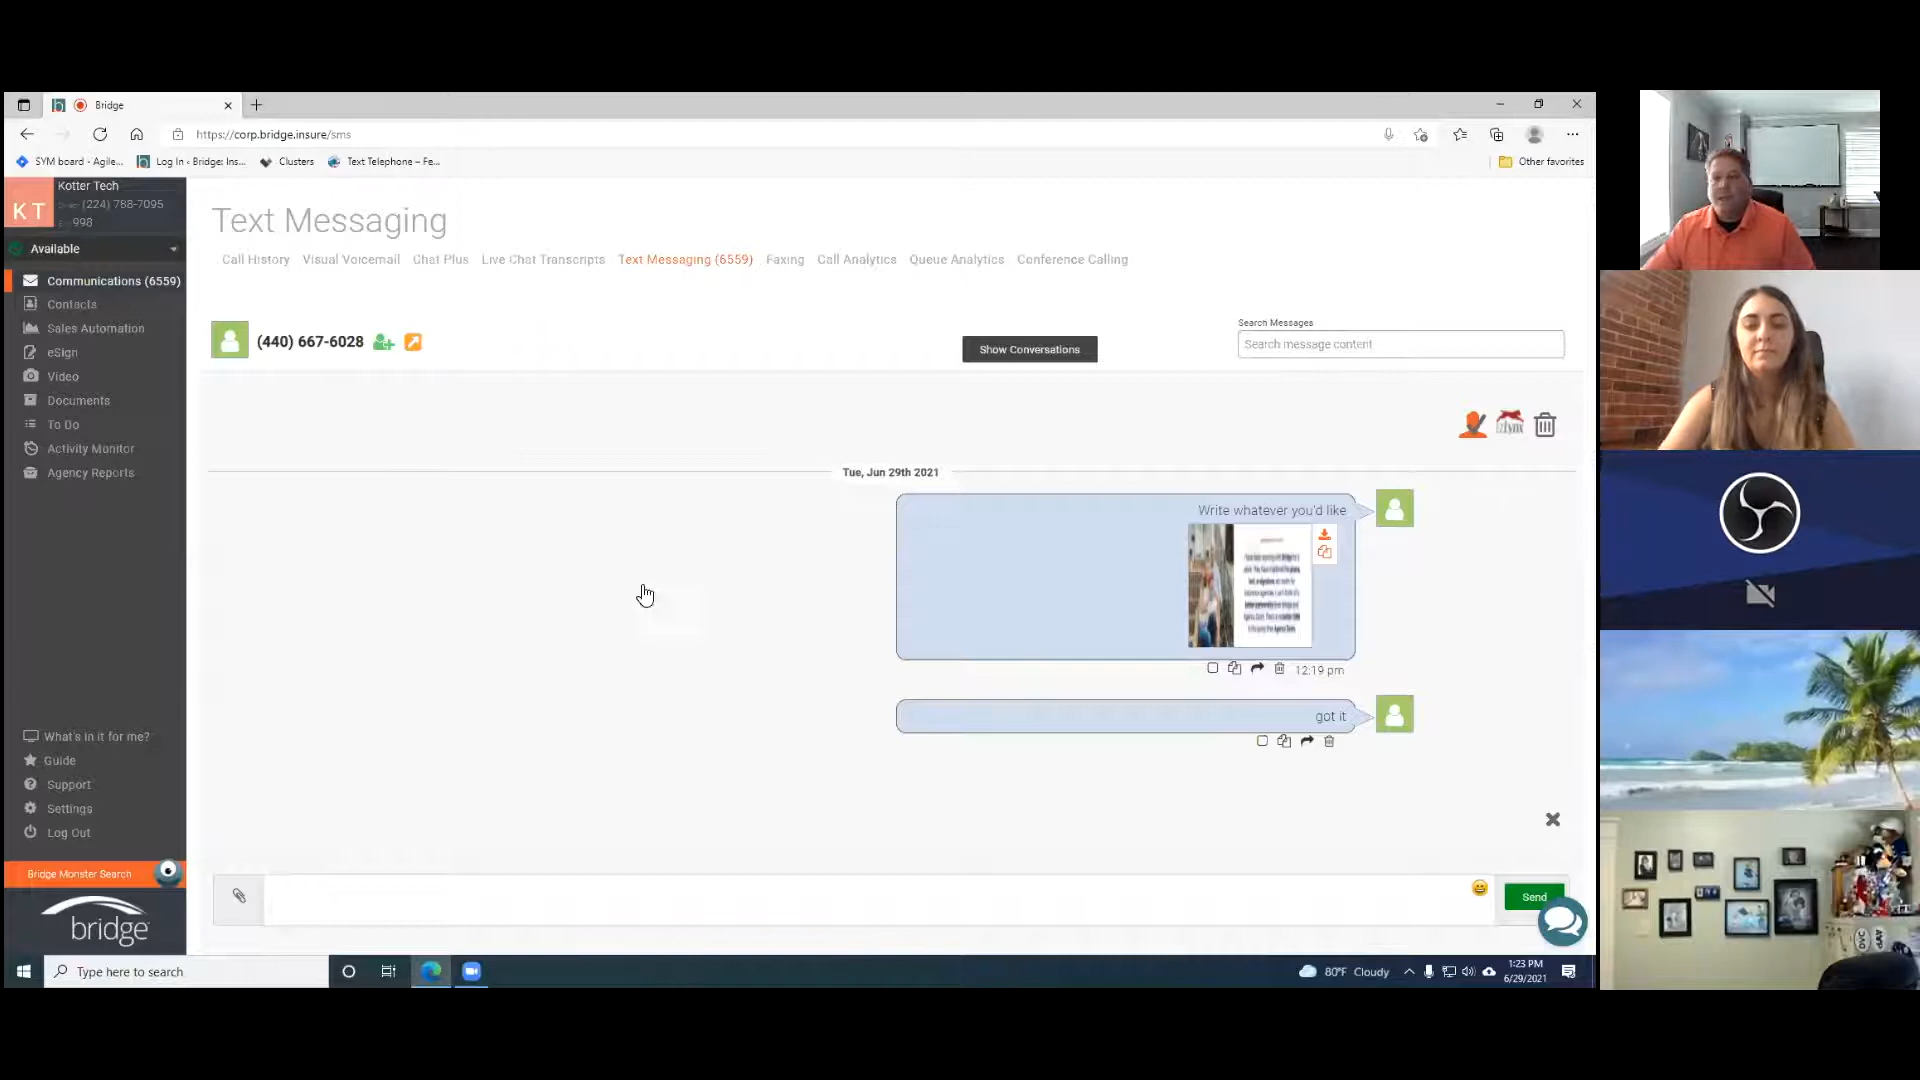 Bridge
https://corp.bridge.insure/sms
SYM board - Agile...
Log In ‹ Bridge: Ins...
Clusters
Text Telephone – Fe...
Other favorites
KT
Kotter Tech
(224) 788-7095
998
Available
Communications (6559)
Contacts
Sales Automation
eSign
Video
Documents
To Do
Activity Monitor
Agency Reports
What's in it for me?
Guide
Support
Settings
Log Out
Bridge Monster Search
bridge
Text Messaging
Call History
Visual Voicemail
Chat Plus
Live Chat Transcripts
Text Messaging (6559)
Faxing
Call Analytics
Queue Analytics
Conference Calling
(440) 667-6028
Show Conversations
Search Messages
Search message content
Tue, Jun 29th 2021
Write whatever you'd like
12:19 pm
got it
Send
Type here to search
80°F Cloudy
1:23 PM
6/29/2021
DVC